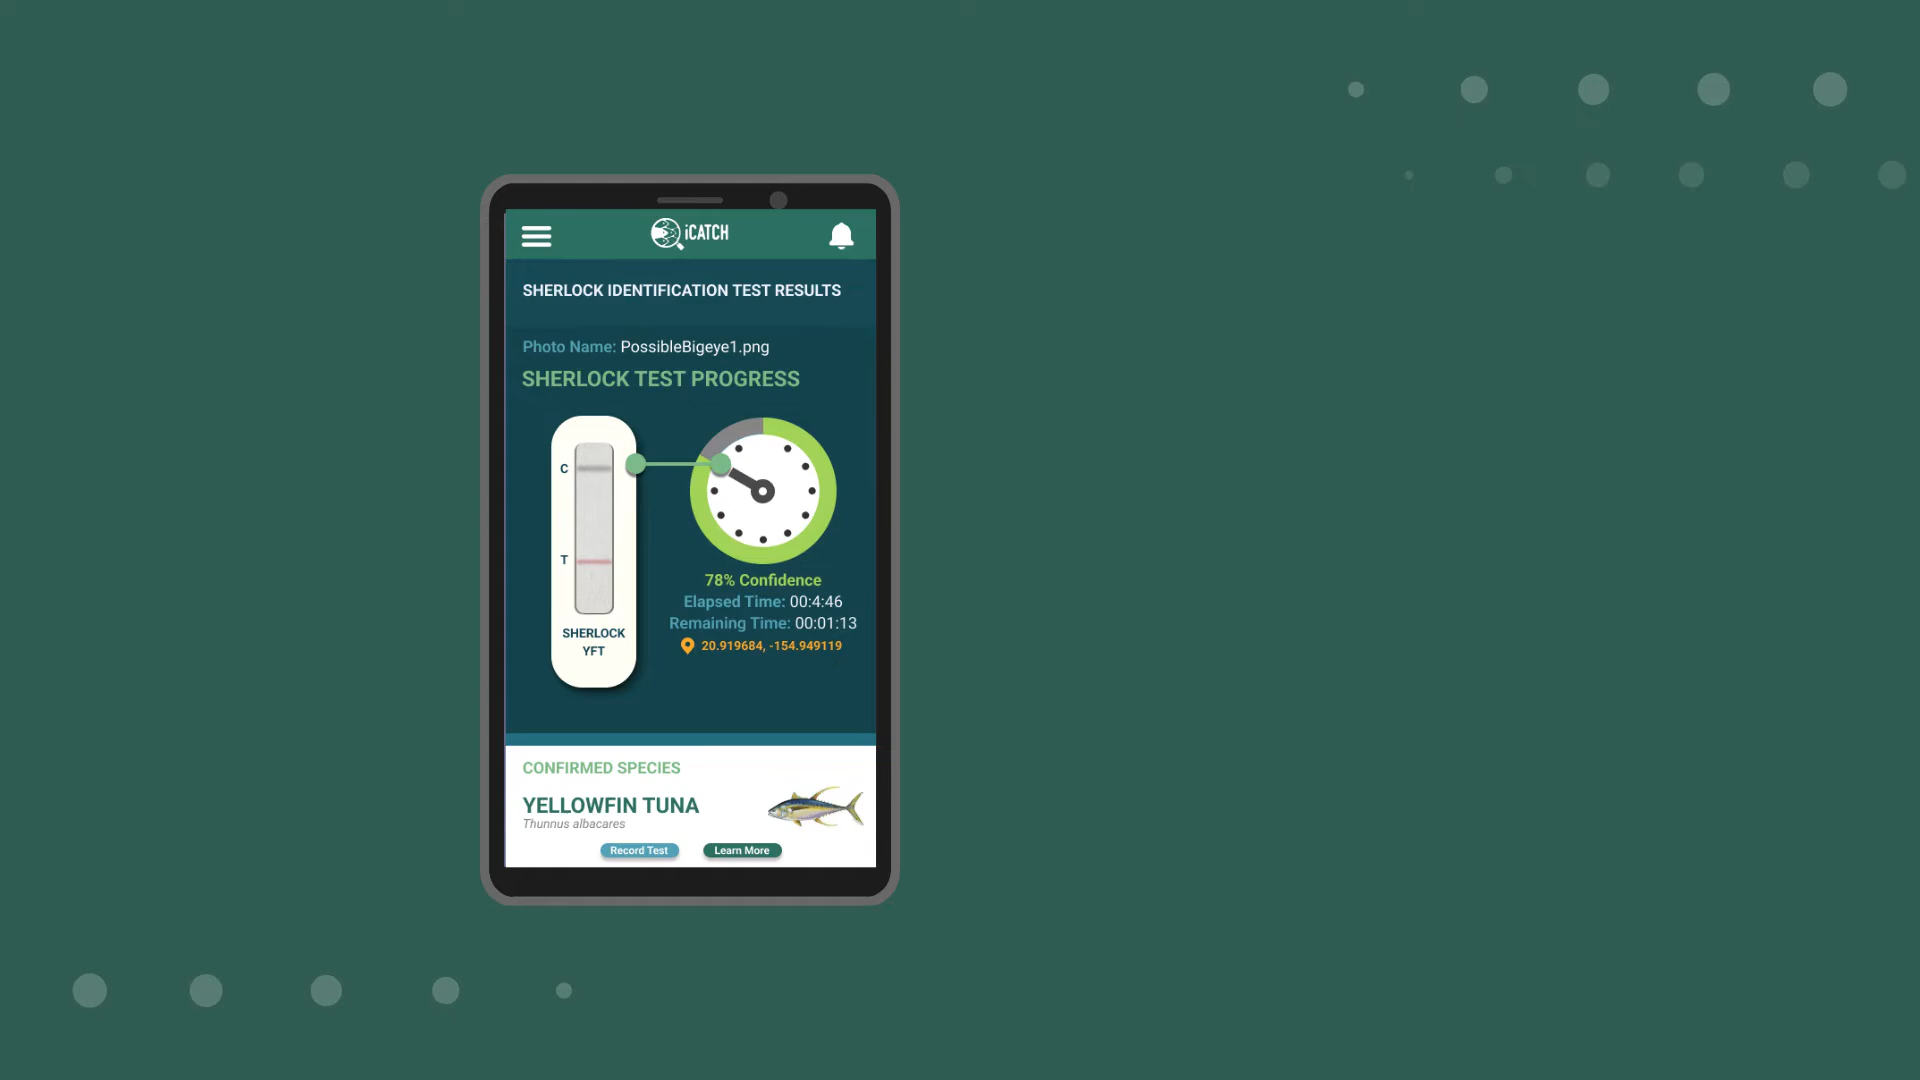 iCATCH
SHERLOCK IDENTIFICATION TEST RESULTS
Photo Name: PossibleBigeye1.png
SHERLOCK TEST PROGRESS
C
T
SHERLOCK
YFT
78% Confidence
Elapsed Time: 00:4:46
Remaining Time: 00:01:13
20.919684, -154.949119
CONFIRMED SPECIES
YELLOWFIN TUNA
Thunnus albacares
Record Test
Learn More